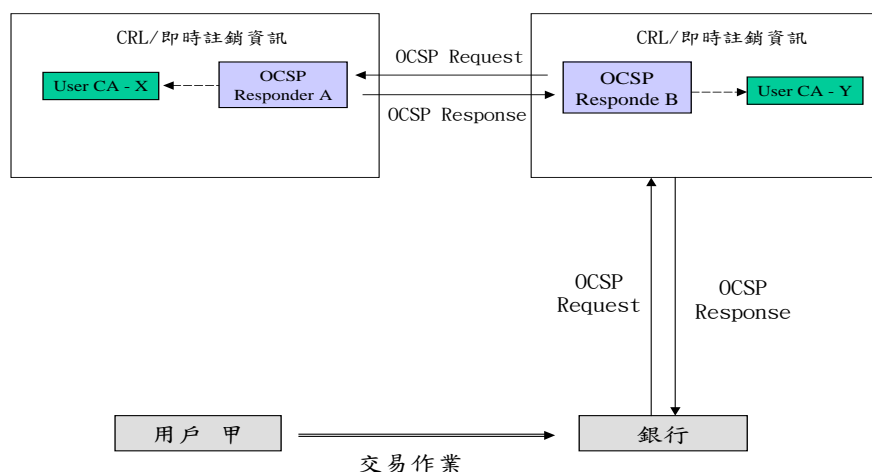 CRL/即時註銷資訊
User CA - X
OCSP
Responder A
OCSP Request
OCSP Response
CRL/即時註銷資訊
OCSP
Responde B
User CA - Y
OCSP
Request
OCSP
Response
用戶 甲
銀行
交易作業